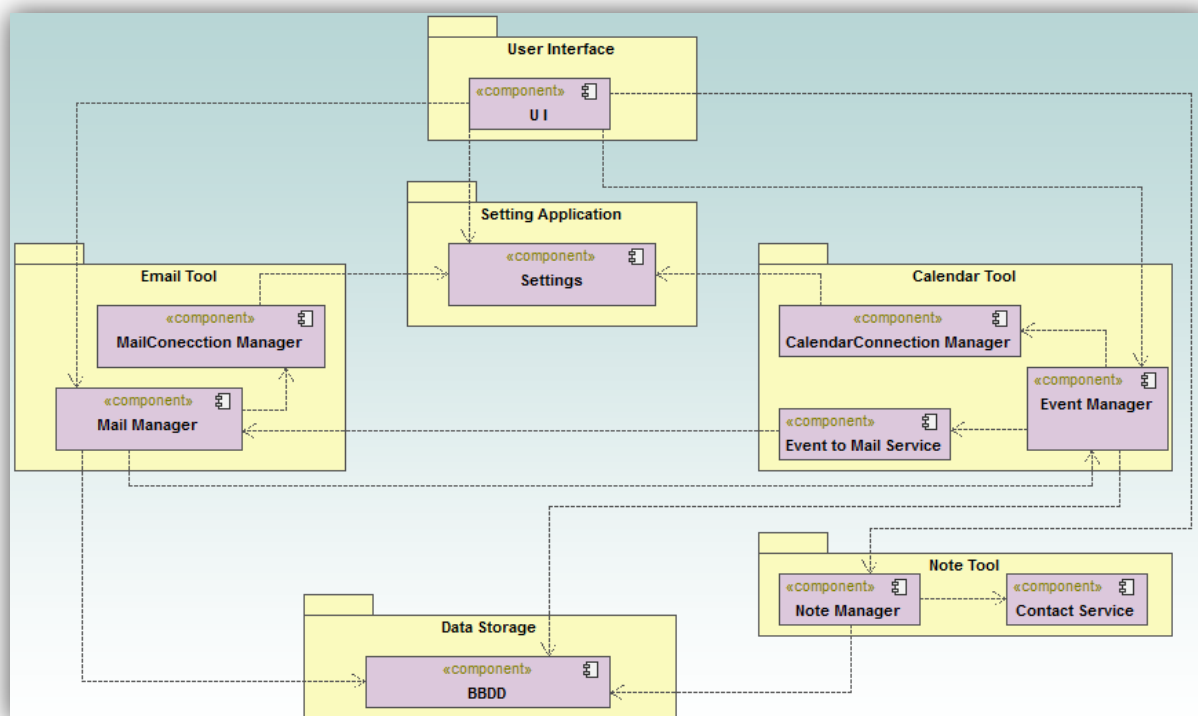 User Interface
«component»
U I
Setting Application
«component»
Settings
Email Tool
«component»
MailConecction Manager
«component»
Mail Manager
Calendar Tool
«component»
CalendarConnection Manager
«component»
Event Manager
«component»
Event to Mail Service
Note Tool
«component»
Note Manager
«component»
Contact Service
Data Storage
«component»
BBDD